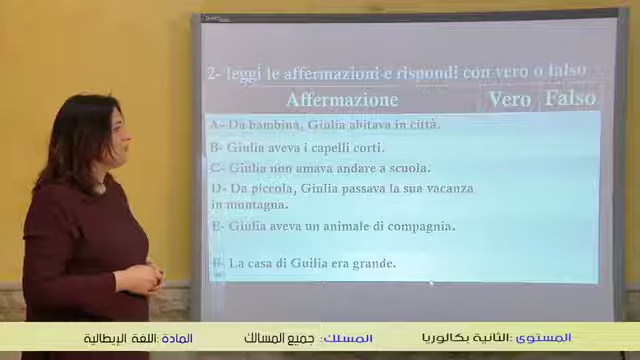 2- leggi le affermazioni e rispondi con vero o falso
Affermazione Vero Falso
A- Da bambina, Giulia abitava in città.
B- Giulia aveva i capelli corti.
C- Giulia non amava andare a scuola.
D- Da piccola, Giulia passava la sua vacanza
in montagna.
E- Giulia aveva un animale di compagnia.
F- La casa di Guilia era grande.
المستوى :الثانية بكالوريا المسلك: جميع المسالك المادة: اللغة الإيطالية